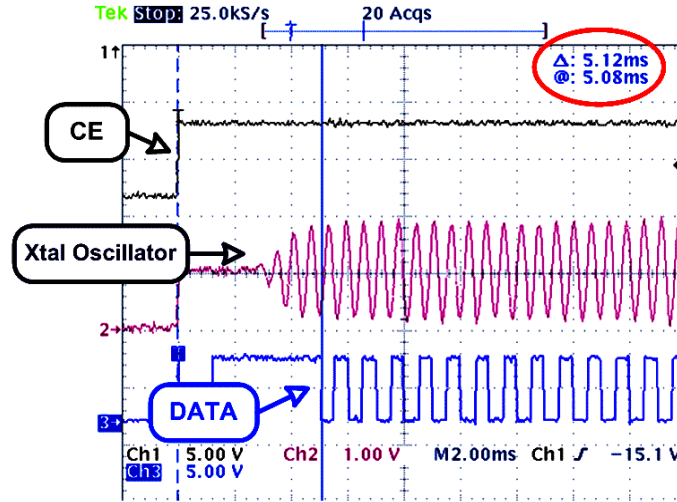 Tek Stop: 25.0kS/s 20 Acqs
[ T ]
1↑
Δ: 5.12ms
@: 5.08ms
CE
Xtal Oscillator
2→
DATA
3→
Ch1 5.00 V Ch2 1.00 V M2.00ms Ch1 ƒ -15.1 V
Ch3 5.00 V